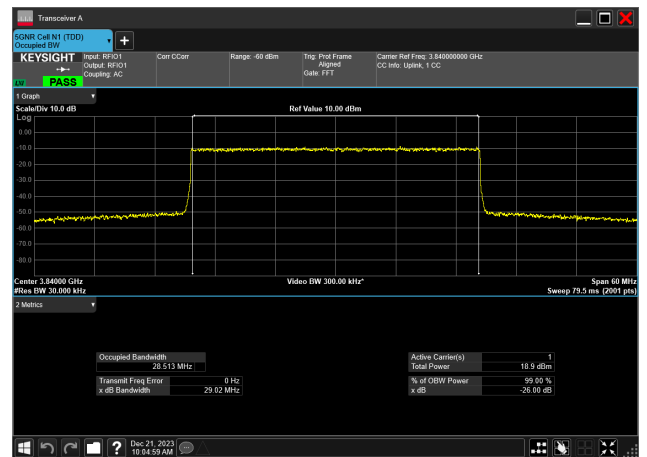 Transceiver A
5GNR Cell N1 (TDD)
Occupied BW
KEYSIGHT
PASS
Input: RFIO1
Output: RFIO1
Coupling: AC
Corr CCorr
Range: -60 dBm
Trig: Prot Frame
Aligned
Gate: FFT
Carrier Ref Freq: 3.840000000 GHz
CC Info: Uplink, 1 CC
1 Graph
Scale/Div 10.0 dB
Ref Value 10.00 dBm
Log
0.00
-10.0
-20.0
-30.0
-40.0
-50.0
-60.0
-70.0
-80.0
Center 3.84000 GHz
Video BW 300.00 kHz*
Span 60 MHz
#Res BW 30.000 kHz
Sweep 79.5 ms (2001 pts)
2 Metrics
Occupied Bandwidth
28.513 MHz
Active Carrier(s) 1
Total Power 18.9 dBm
Transmit Freq Error 0 Hz
x dB Bandwidth 29.02 MHz
% of OBW Power 99.00 %
x dB -26.00 dB
?
Dec 21, 2023
10:04:59 AM